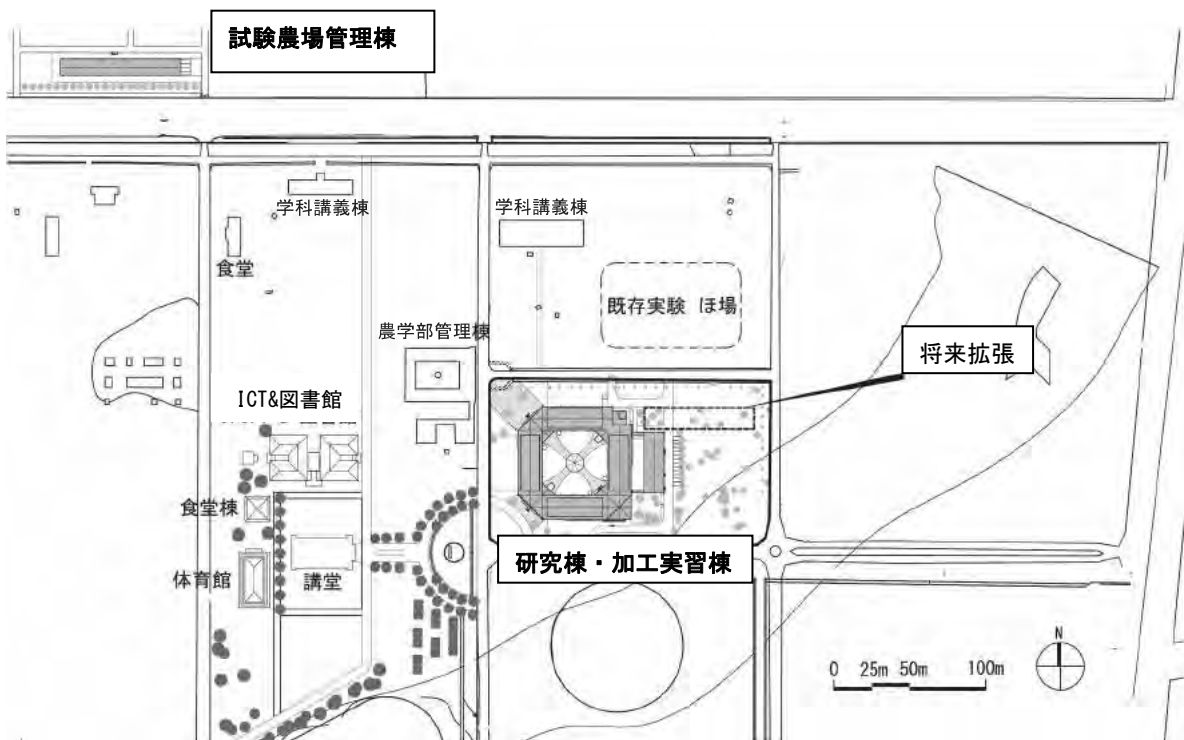 試験農場管理棟
学科講義棟
学科講義棟
食堂
既存実験 ほ場
農学部管理棟
将来拡張
ICT&図書館
食堂棟
体育館
講堂
研究棟・加工実習棟
N
0 25m 50m 100m